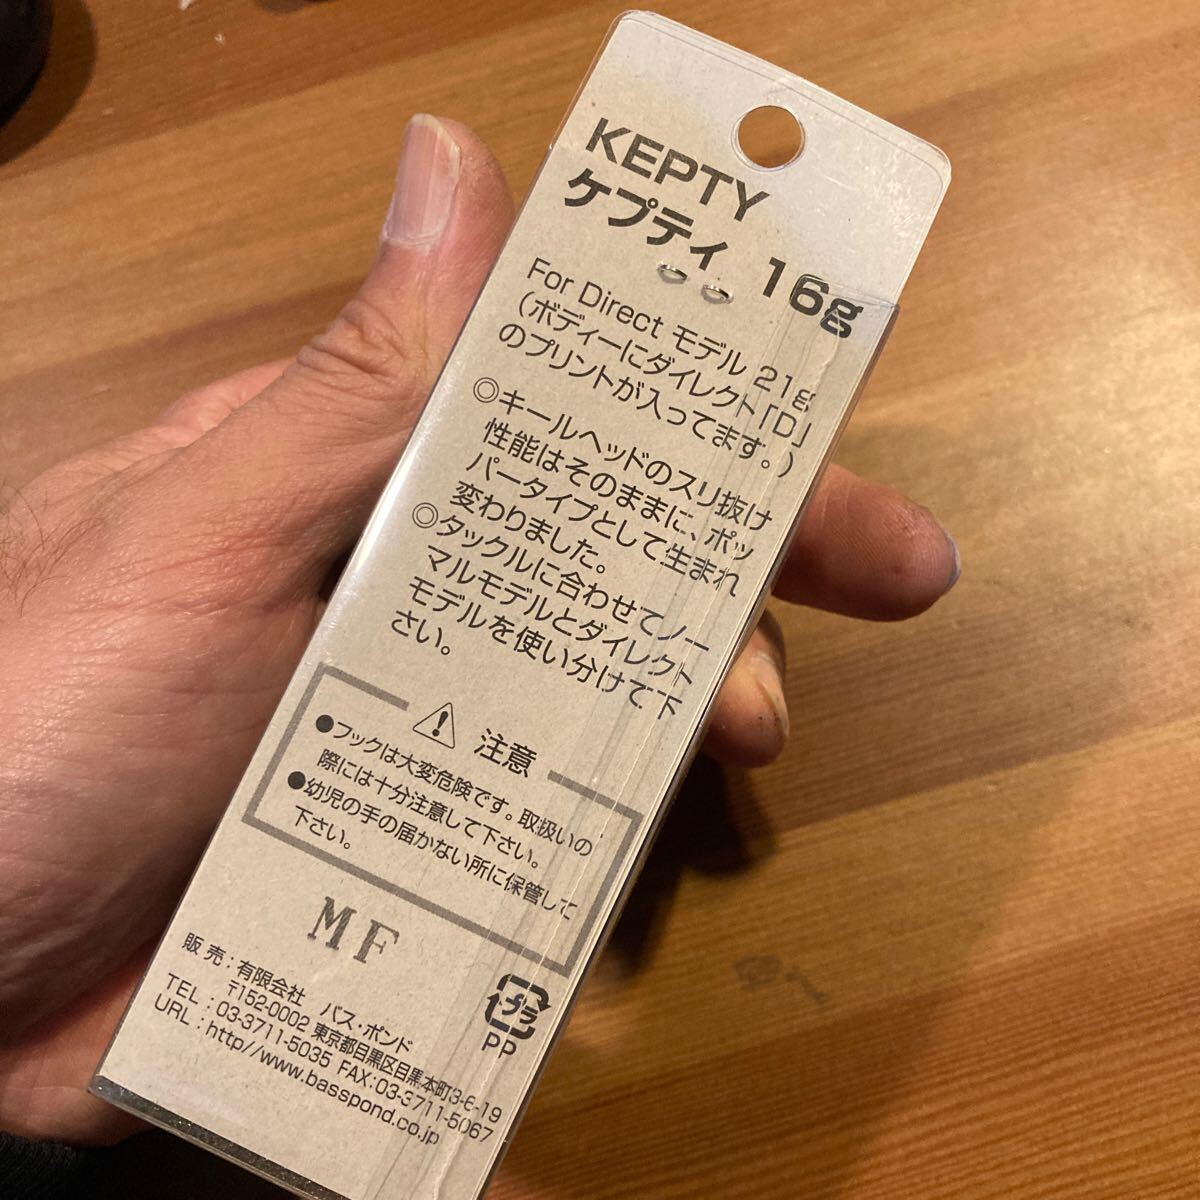 KEPTY
ケプティ 16g
For Direct モデル 21g
(ボディーにダイレクト「D」
のプリントが入ってます。)
◎キールヘッドのスリ抜け
性能はそのままに、ポッ
パータイプとして生まれ
変わりました。
◎タックルに合わせてノー
マルモデルとダイレクト
モデルを使い分けて下
さい。
⚠ 注意
●フックは大変危険です。取扱いの
際には十分注意して下さい。
●幼児の手の届かない所に保管して
下さい。
MF
プラ
PP
販売:有限会社 バス・ポンド
〒152-0002 東京都目黒区目黒本町3-6-19
TEL:03-3711-5035 FAX:03-3711-5067
URL:http//www.basspond.co.jp